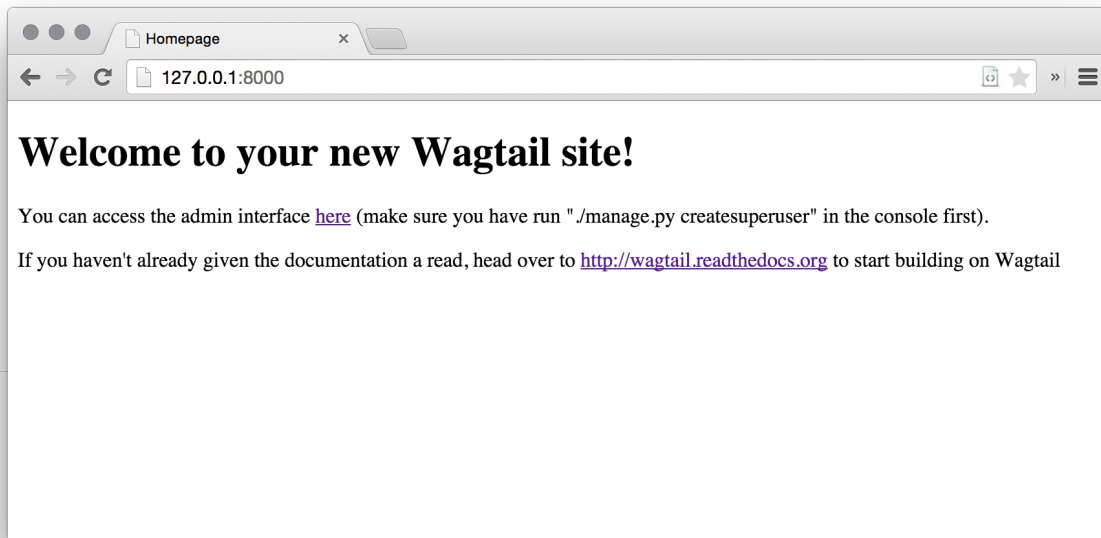 Homepage
127.0.0.1:8000
Welcome to your new Wagtail site!
You can access the admin interface here (make sure you have run "./manage.py createsuperuser" in the console first).
If you haven't already given the documentation a read, head over to http://wagtail.readthedocs.org to start building on Wagtail